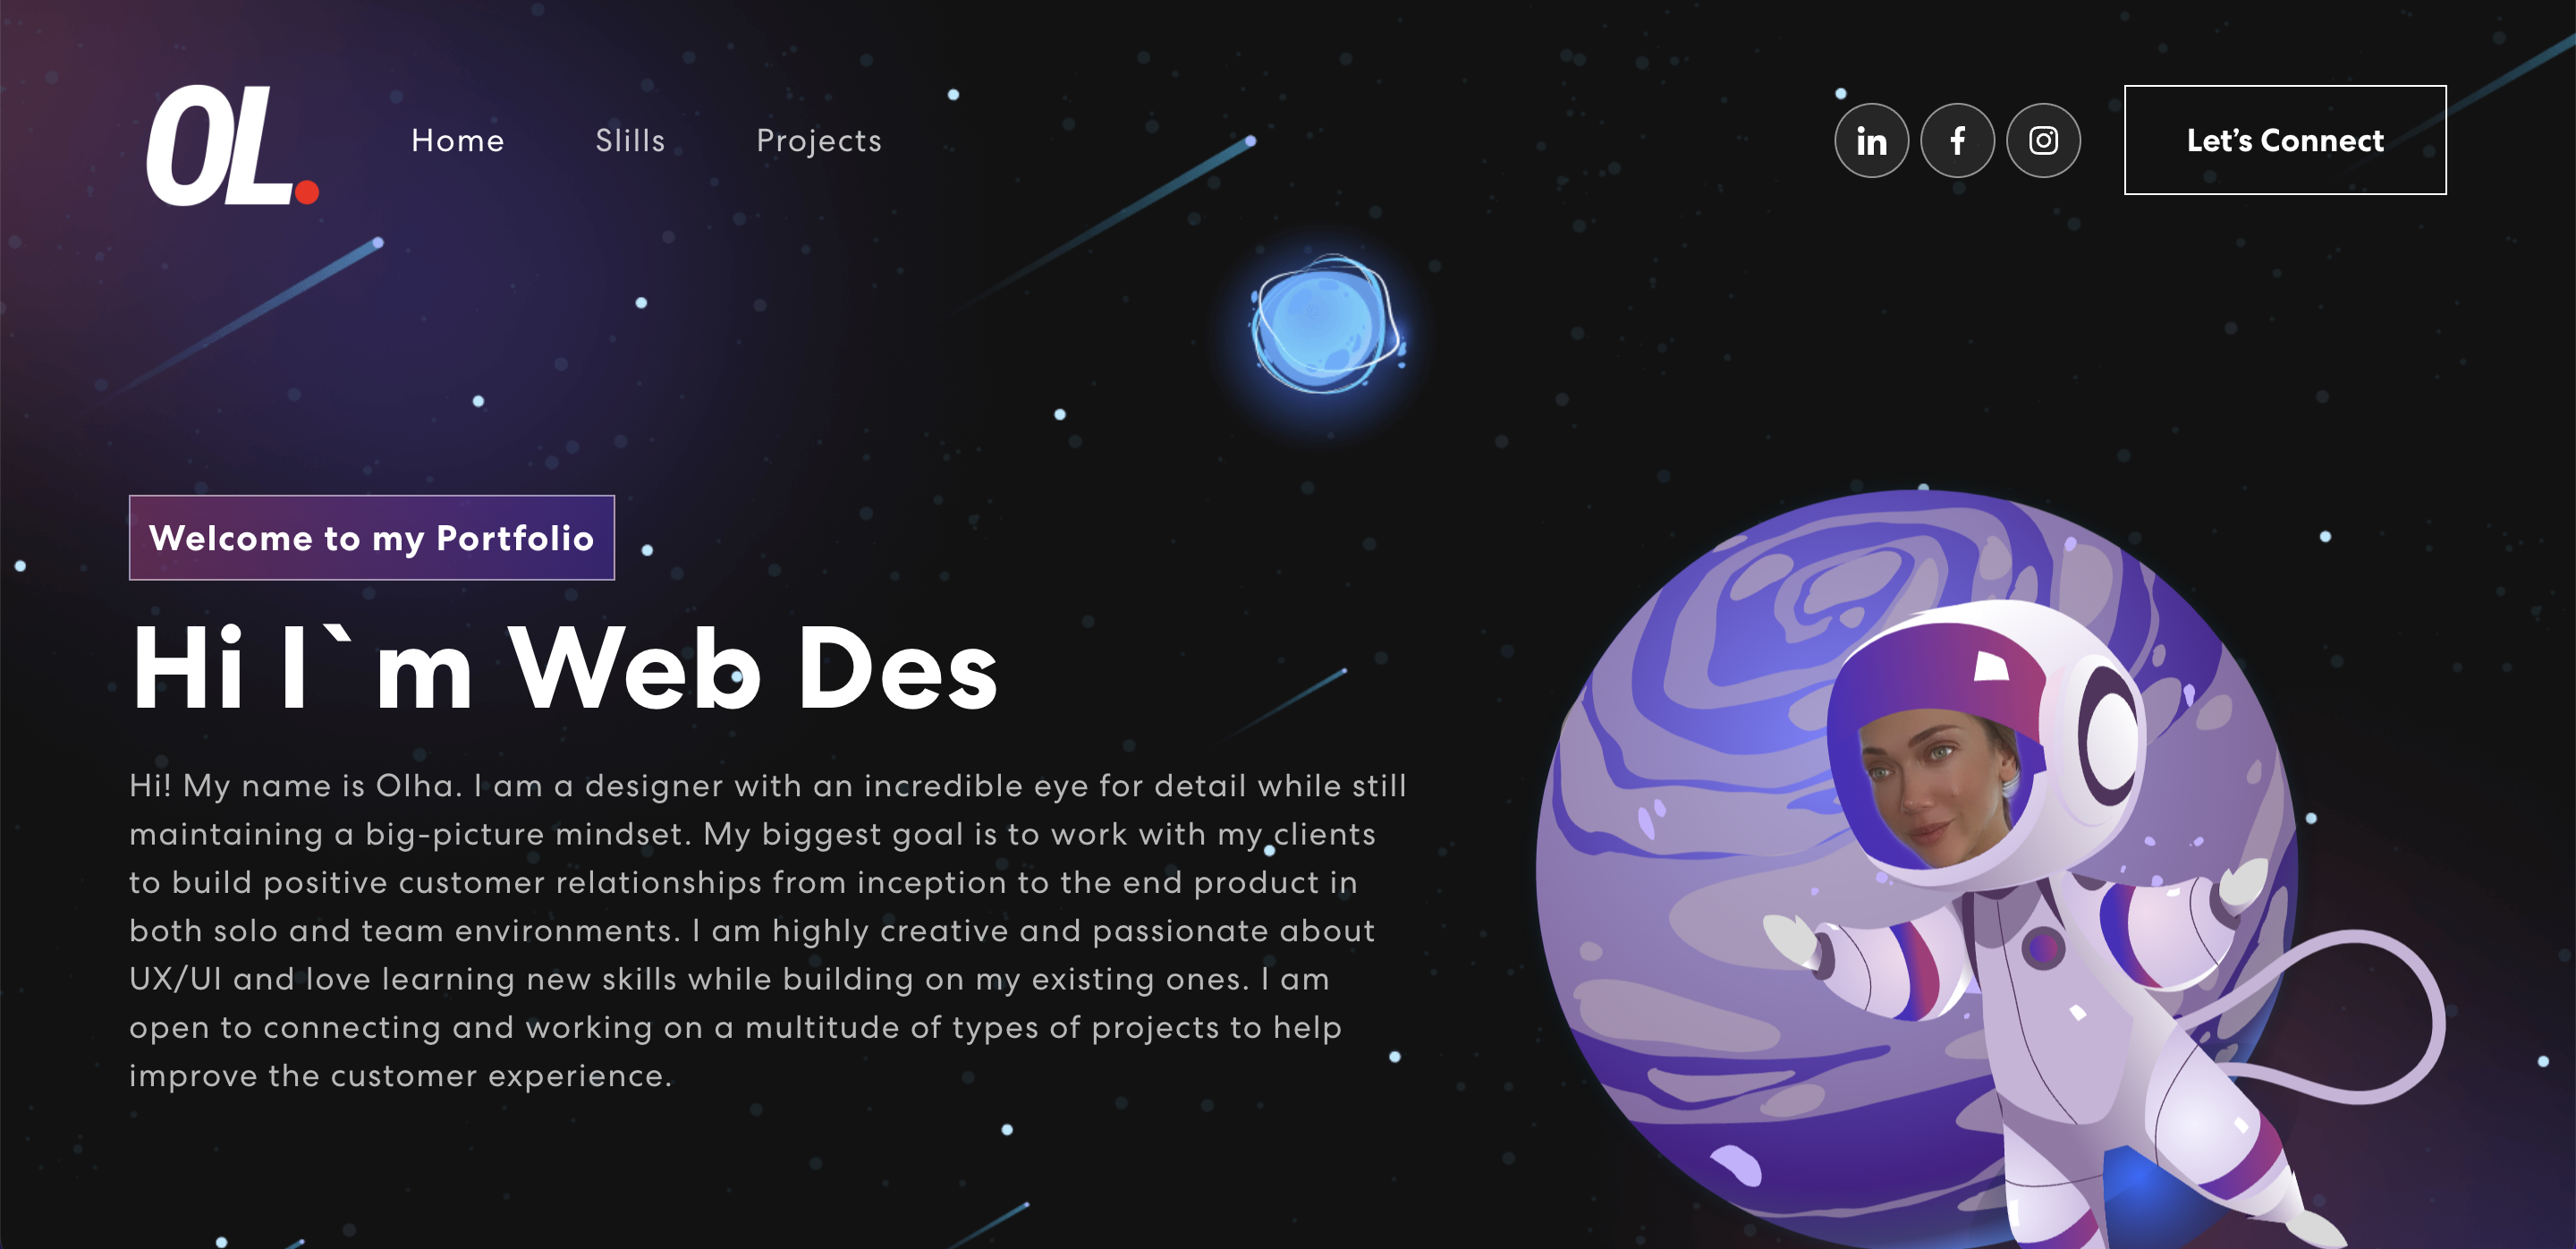 OL.
Home
Slills
Projects
in
f
Let’s Connect
Welcome to my Portfolio
Hi I`m Web Des
Hi! My name is Olha. I am a designer with an incredible eye for detail while still
maintaining a big-picture mindset. My biggest goal is to work with my clients
to build positive customer relationships from inception to the end product in
both solo and team environments. I am highly creative and passionate about
UX/UI and love learning new skills while building on my existing ones. I am
open to connecting and working on a multitude of types of projects to help
improve the customer experience.